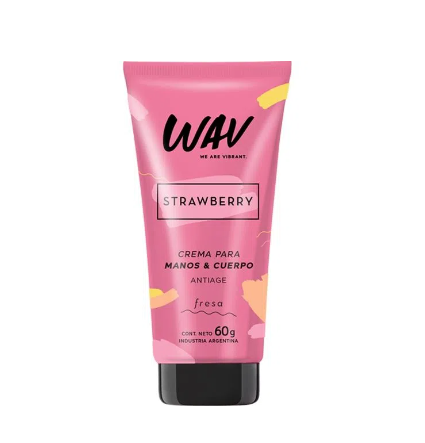 WAV
WE ARE VIBRANT.
STRAWBERRY
CREMA PARA
MANOS & CUERPO
ANTIAGE
fresa
CONT. NETO 60g
INDUSTRIA ARGENTINA